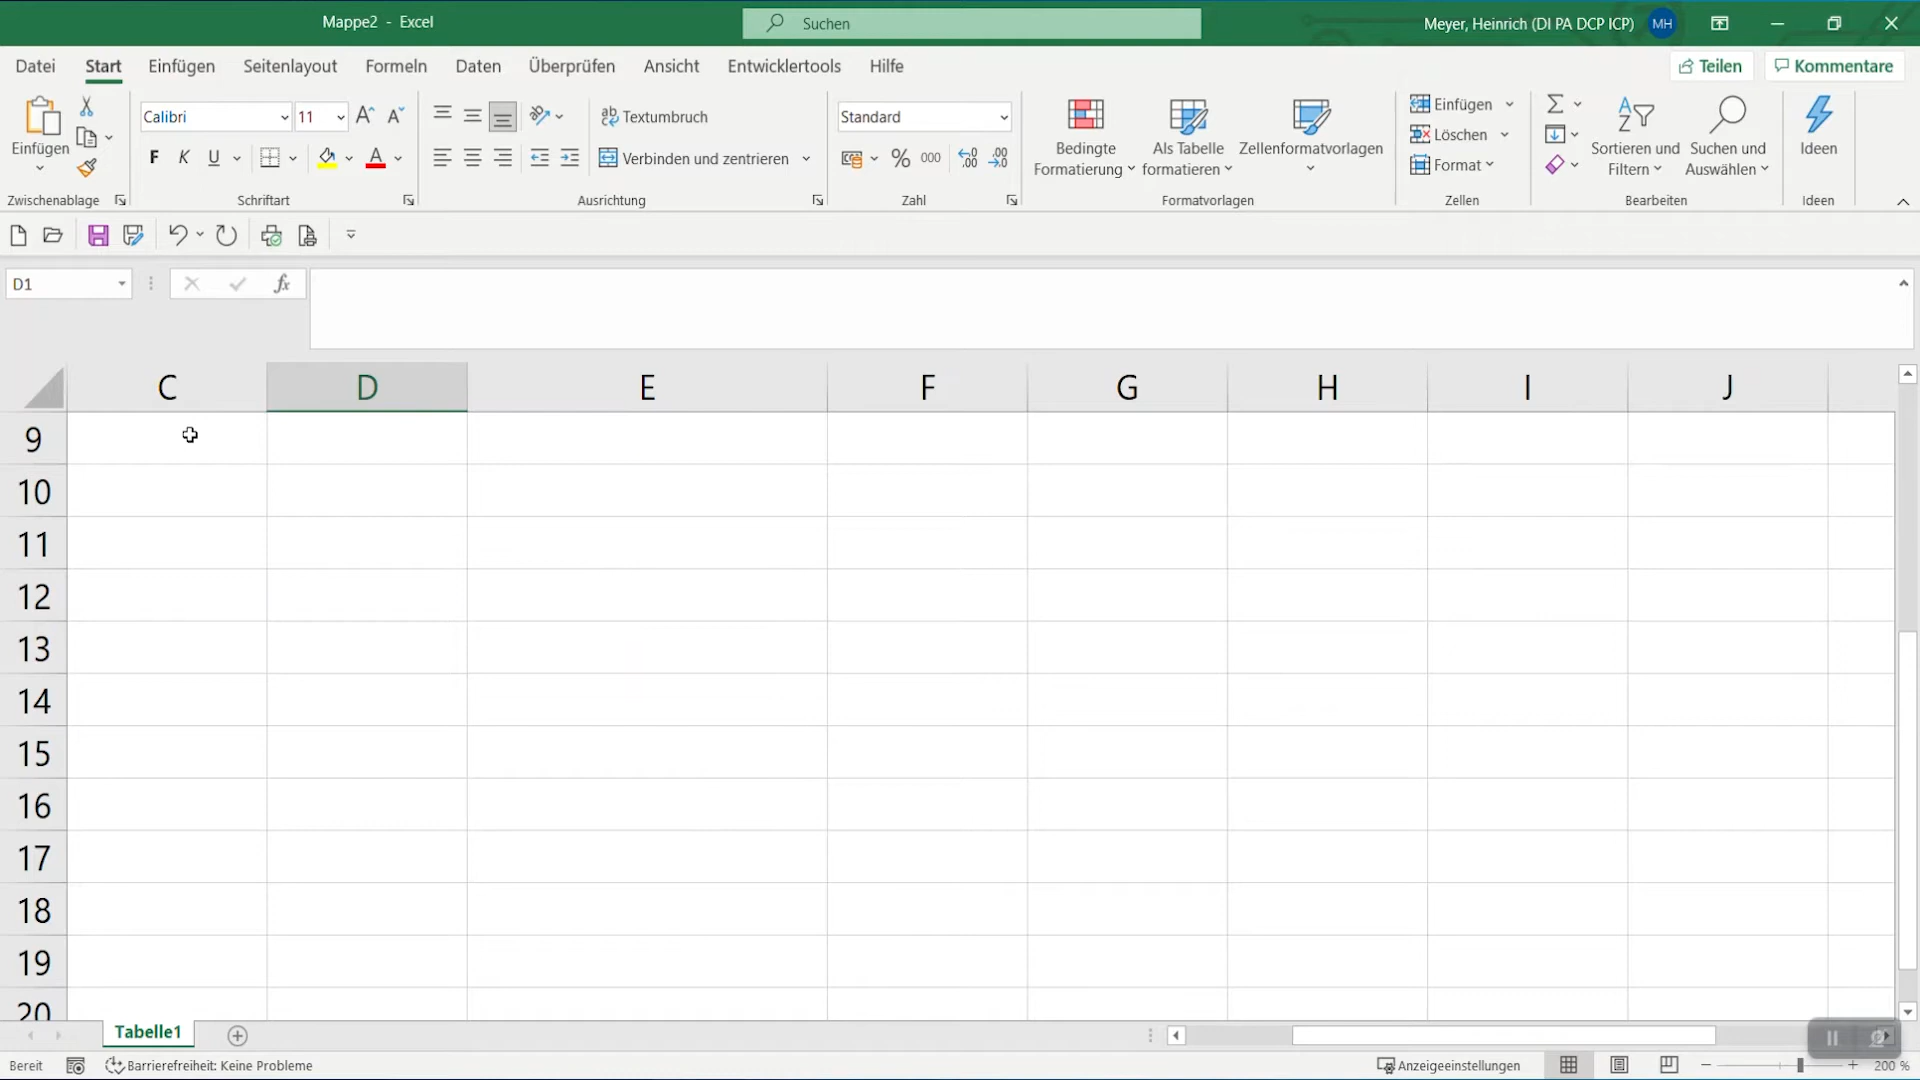 Mappe2 - Excel
Suchen
Meyer, Heinrich (DI PA DCP ICP) MH
Datei Start Einfügen Seitenlayout Formeln Daten Überprüfen Ansicht Entwicklertools Hilfe Teilen Kommentare
Einfügen
Calibri 11
F K U A
Textumbruch
Verbinden und zentrieren
Standard
% 000
Bedingte Formatierung
Als Tabelle formatieren
Zellenformatvorlagen
Einfügen
Löschen
Format
Sortieren und Filtern
Suchen und Auswählen
Ideen
Zwischenablage Schriftart Ausrichtung Zahl Formatvorlagen Zellen Bearbeiten Ideen
D1 fx
C D E F G H I J
9
10
11
12
13
14
15
16
17
18
19
20
Tabelle1
Bereit Barrierefreiheit: Keine Probleme Anzeigeeinstellungen 200 %